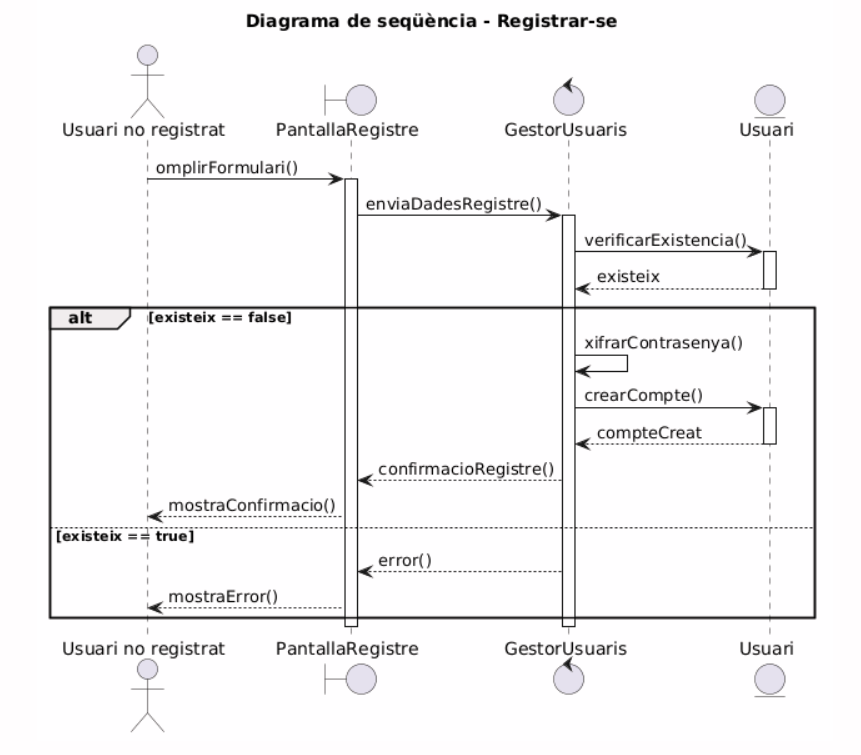 Diagrama de seqüència - Registrar-se
Usuari no registrat
PantallaRegistre
GestorUsuaris
Usuari
omplirFormulari()
enviaDadesRegistre()
verificarExistencia()
existeix
alt
[existeix == false]
xifrarContrasenya()
crearCompte()
compteCreat
confirmacioRegistre()
mostraConfirmacio()
[existeix == true]
error()
mostraError()
Usuari no registrat
PantallaRegistre
GestorUsuaris
Usuari